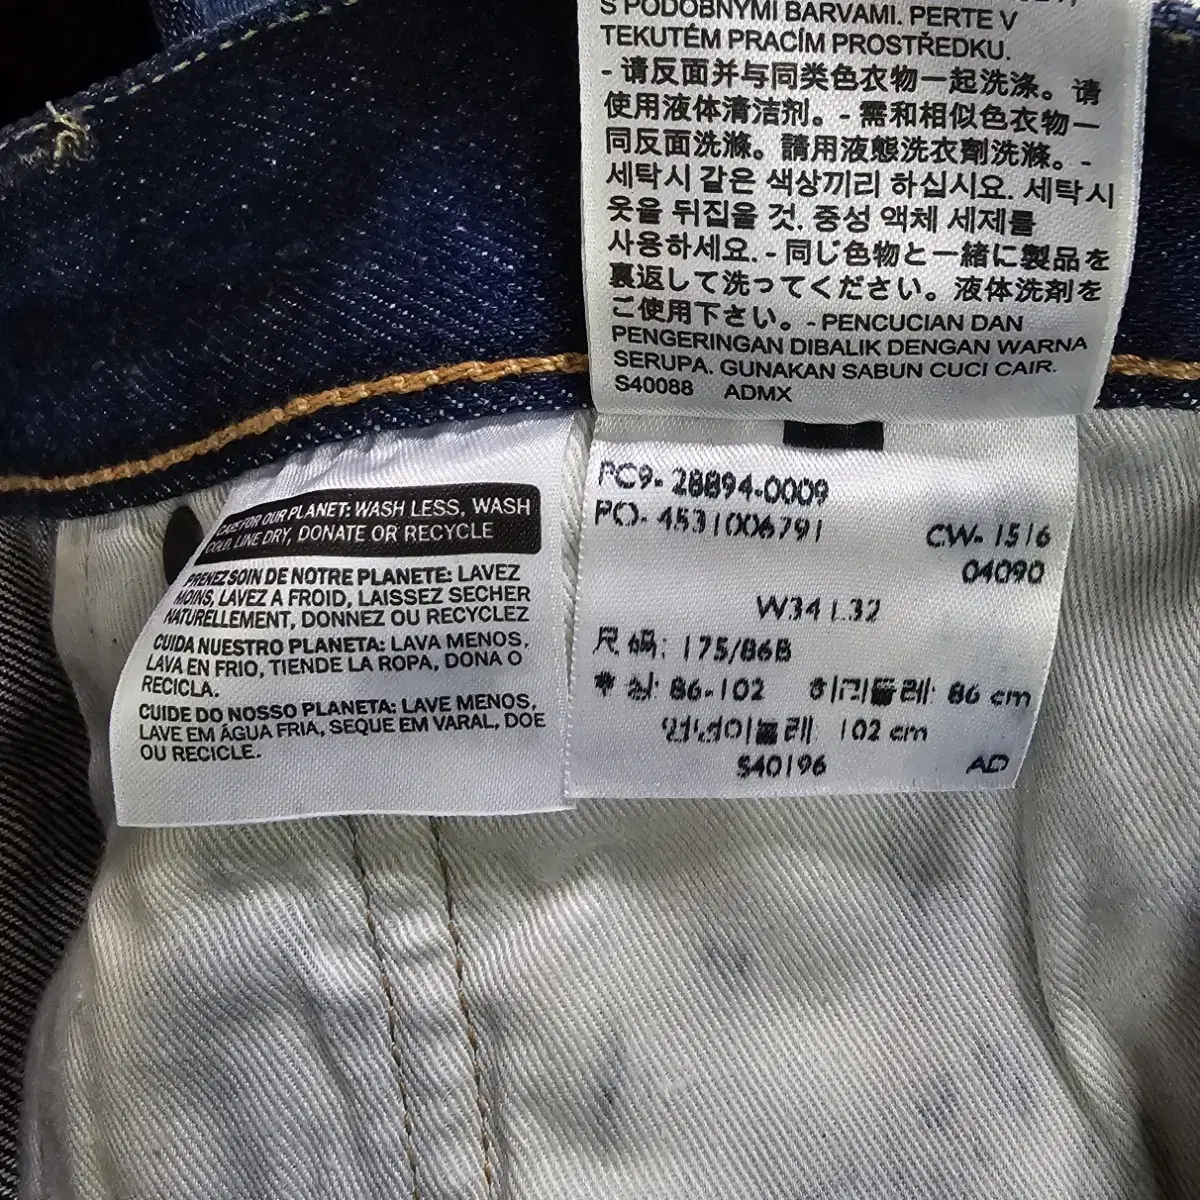 S PODOBNÝMI BARVAMI. PERTE V
TEKUTÉM PRACÍM PROSTŘEDKU.
- 请反面并与同类色衣物一起洗涤。请
使用液体清洁剂。- 需和相似色衣物一
同反面洗滌。請用液態洗衣劑洗滌。-
세탁시 같은 색상끼리 하십시요. 세탁시
옷을 뒤집을 것. 중성 액체 세제를
사용하세요. - 同じ色物と一緒に製品を
裏返して洗ってください。液体洗剤を
ご使用下さい。- PENCUCIAN DAN
PENGERINGAN DIBALIK DENGAN WARNA
SERUPA. GUNAKAN SABUN CUCI CAIR.
S40088 ADMX
CARE FOR OUR PLANET: WASH LESS, WASH
COLD, LINE DRY, DONATE OR RECYCLE
PRENEZ SOIN DE NOTRE PLANETE: LAVEZ
MOINS, LAVEZ A FROID, LAISSEZ SECHER
NATURELLEMENT, DONNEZ OU RECYCLEZ
CUIDA NUESTRO PLANETA: LAVA MENOS,
LAVA EN FRIO, TIENDE LA ROPA, DONA O
RECICLA.
CUIDE DO NOSSO PLANETA: LAVE MENOS,
LAVE EM ÁGUA FRIA, SEQUE EM VARAL, DOE
OU RECICLE.
PC9- 28894-0009
PO- 4531006791
CW- 1516
04090
W34 L32
尺码: 175/86B
호칭: 86-102 허리둘레: 86 cm
엉덩이둘레: 102 cm
S40196 AD